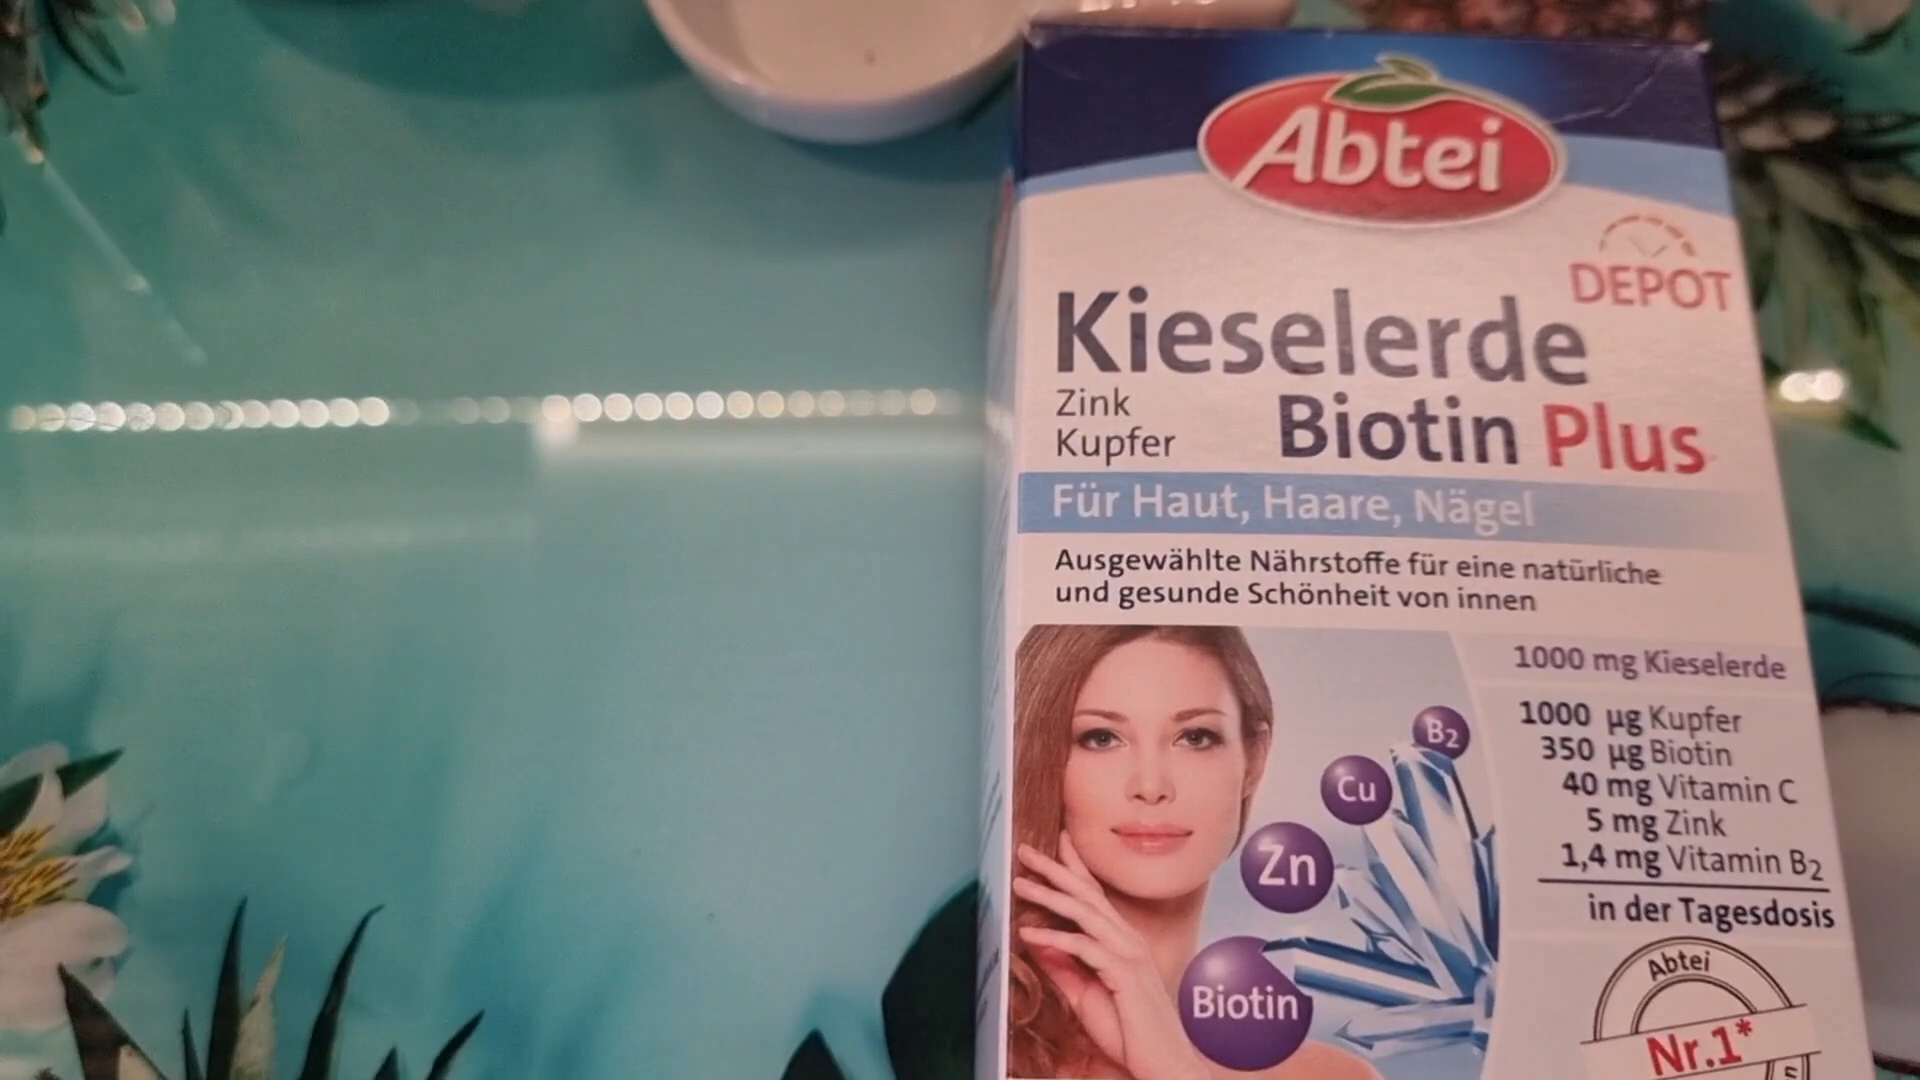 Abtei
DEPOT
Kieselerde
Zink
Kupfer
Biotin Plus
Für Haut, Haare, Nägel
Ausgewählte Nährstoffe für eine natürliche
und gesunde Schönheit von innen
1000 mg Kieselerde
1000 µg Kupfer
350 µg Biotin
40 mg Vitamin C
5 mg Zink
1,4 mg Vitamin B2
in der Tagesdosis
B2
Cu
Zn
Biotin
Abtei
Nr.1*